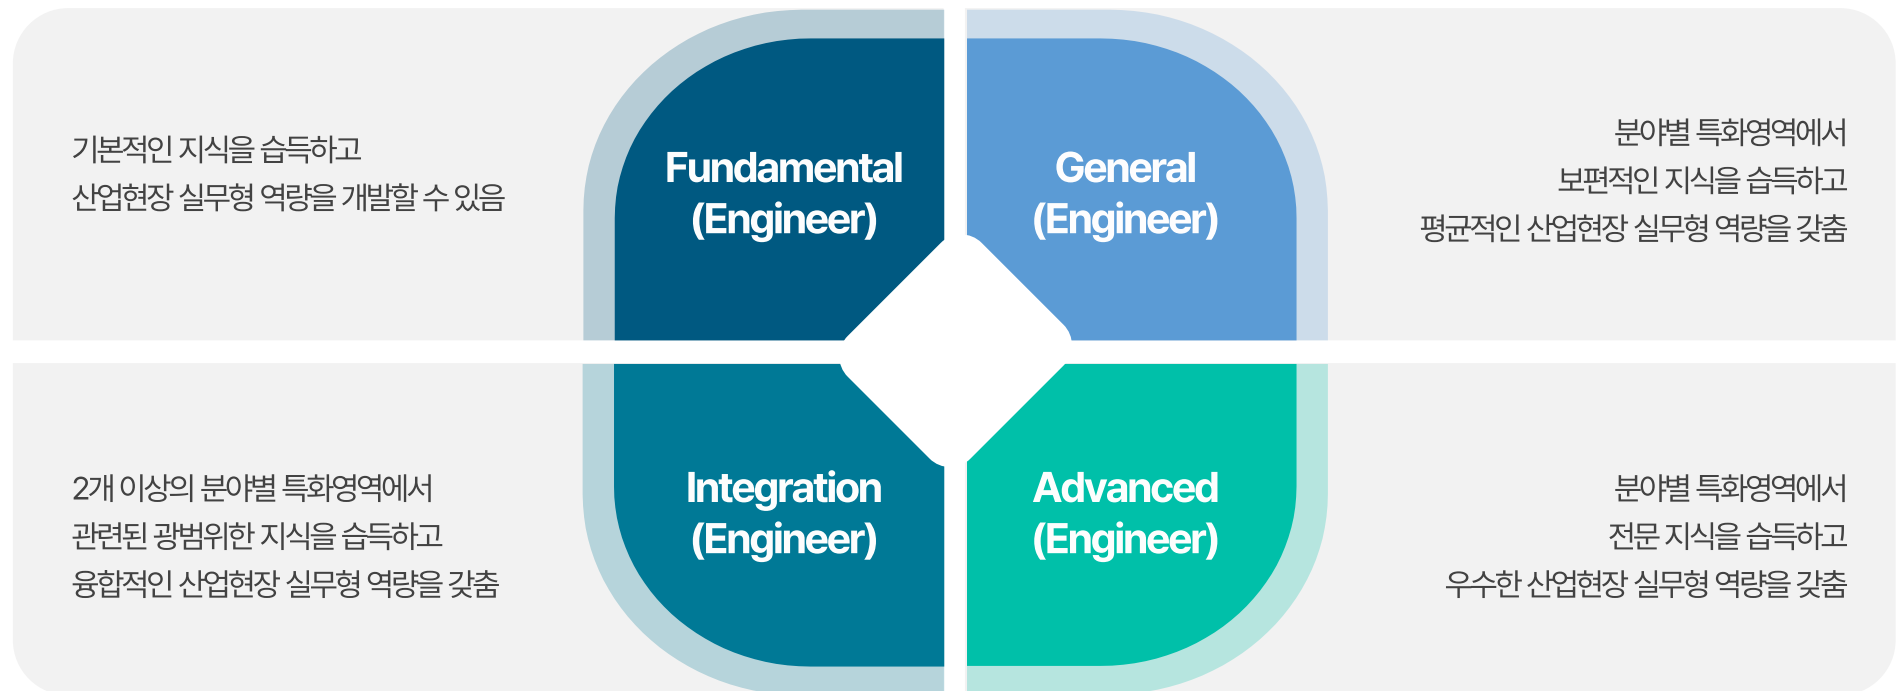 기본적인 지식을 습득하고
산업현장 실무형 역량을 개발할 수 있음
Fundamental
(Engineer)
General
(Engineer)
분야별 특화영역에서
보편적인 지식을 습득하고
평균적인 산업현장 실무형 역량을 갖춤
2개 이상의 분야별 특화영역에서
관련된 광범위한 지식을 습득하고
융합적인 산업현장 실무형 역량을 갖춤
Integration
(Engineer)
Advanced
(Engineer)
분야별 특화영역에서
전문 지식을 습득하고
우수한 산업현장 실무형 역량을 갖춤